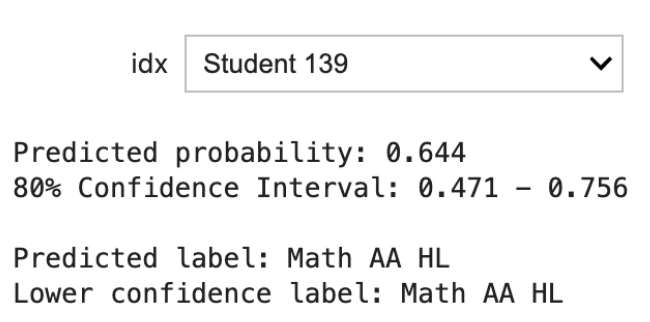 idx Student 139
Predicted probability: 0.644
80% Confidence Interval: 0.471 – 0.756
Predicted label: Math AA HL
Lower confidence label: Math AA HL